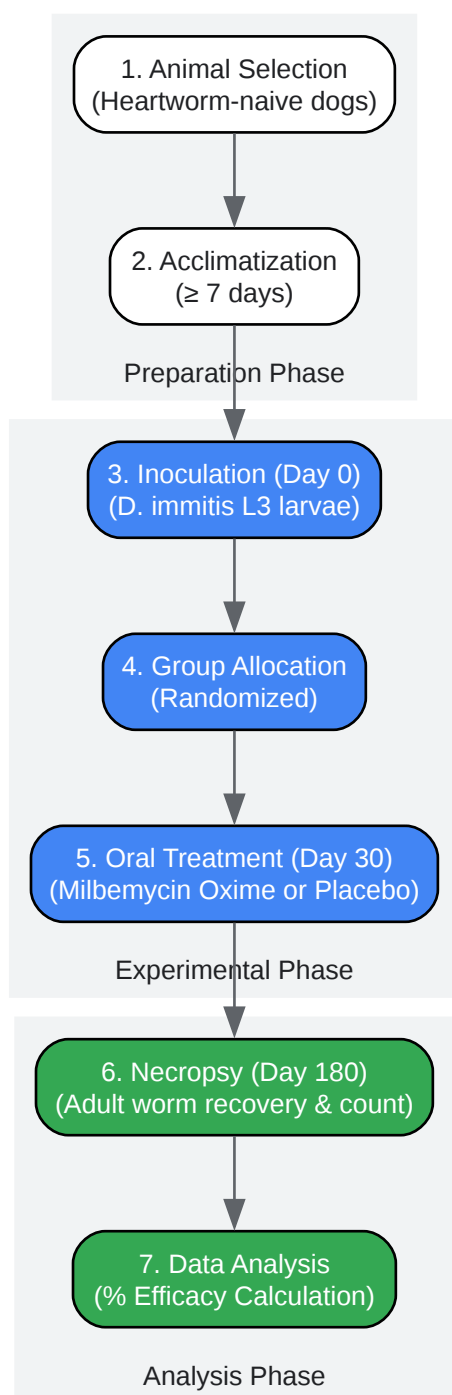 1. Animal Selection
(Heartworm-naive dogs)
2. Acclimatization
(≥ 7 days)
Preparation Phase
3. Inoculation (Day 0)
(D. immitis L3 larvae)
4. Group Allocation
(Randomized)
5. Oral Treatment (Day 30)
(Milbemycin Oxime or Placebo)
Experimental Phase
6. Necropsy (Day 180)
(Adult worm recovery & count)
7. Data Analysis
(% Efficacy Calculation)
Analysis Phase